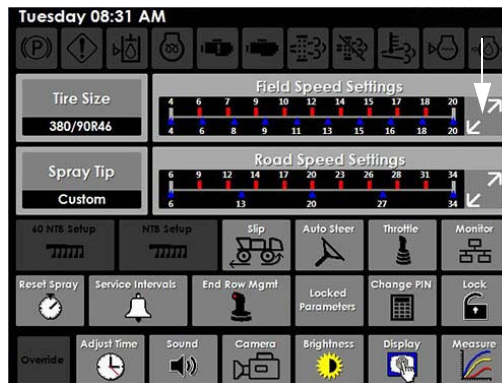 Tuesday 08:31 AM
Tire Size
380/90R46
Field Speed Settings
4 6 7 9 10 12 14 15 17 18 20
4 6 8 9 11 13 15 16 18 20
Spray Tip
Custom
Road Speed Settings
6 9 12 14 17 20 23 26 28 31 34
6 13 20 27 34
60 NTB Setup
NTB Setup
Slip
Auto Steer
Throttle
Monitor
Reset Spray
Service Intervals
End Row Mgmt
Locked
Parameters
Change PIN
Lock
Override
Adjust Time
Sound
Camera
Brightness
Display
Measure